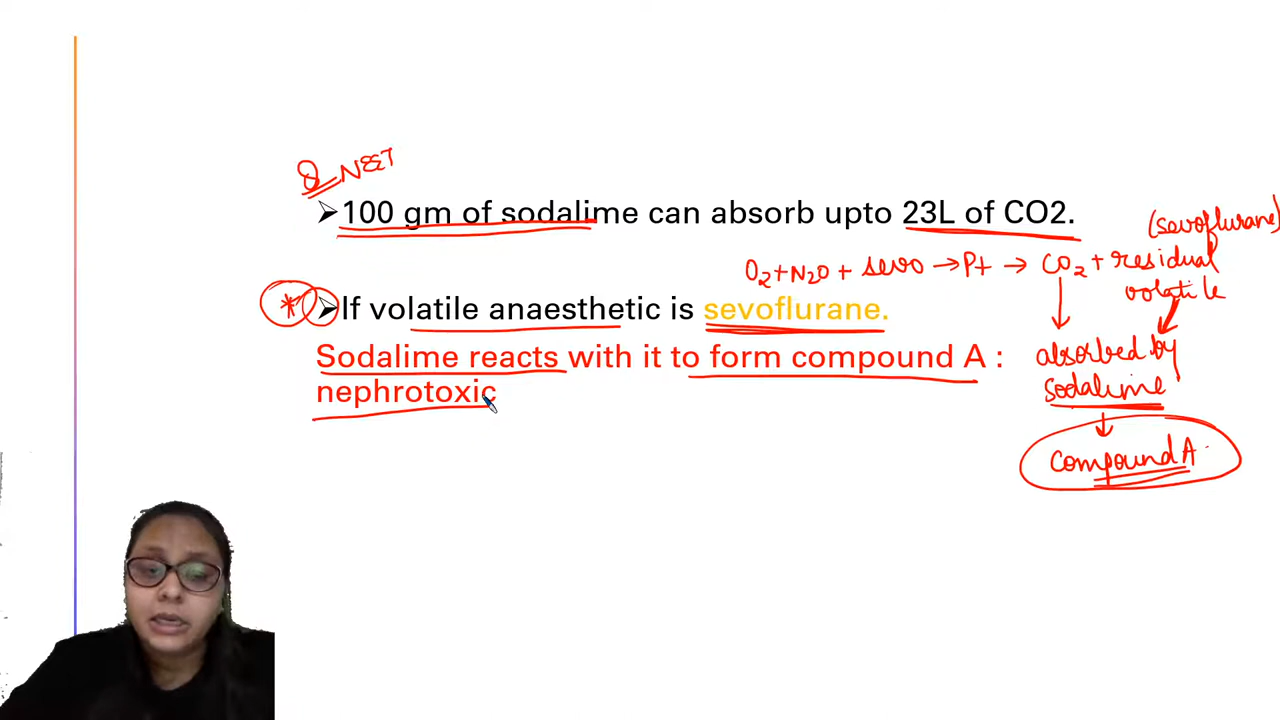 Q NEET
➤ 100 gm of sodalime can absorb upto 23L of CO2.
(sevoflurane)
O2+N2O + sevo → Pt → CO2 + residual
volatile
* ➤ If volatile anaesthetic is sevoflurane.
Sodalime reacts with it to form compound A :
nephrotoxic
absorbed by
sodalime
compound A